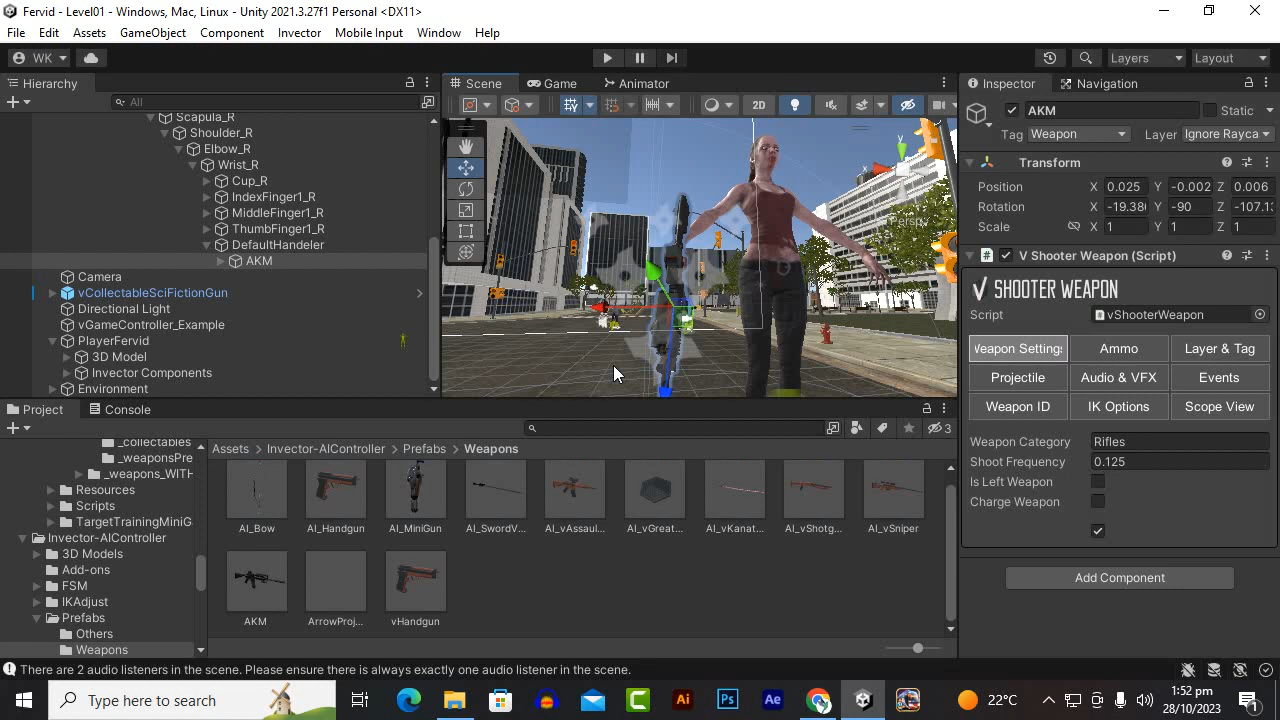 Fervid - Level01 - Windows, Mac, Linux - Unity 2021.3.27f1 Personal <DX11>
File Edit Assets GameObject Component Invector Mobile Input Window Help
WK Layers Layout
Hierarchy
All
Scapula_R
Shoulder_R
Elbow_R
Wrist_R
Cup_R
IndexFinger1_R
MiddleFinger1_R
ThumbFinger1_R
DefaultHandeler
AKM
Camera
vCollectableSciFictionGun
Directional Light
vGameController_Example
PlayerFervid
3D Model
Invector Components
Environment
Scene Game Animator
2D
Persp
Inspector Navigation
AKM Static
Tag Weapon Layer Ignore Rayca
Transform
Position X 0.025 Y -0.002 Z 0.006
Rotation X -19.386 Y -90 Z -107.13
Scale X 1 Y 1 Z 1
V Shooter Weapon (Script)
SHOOTER WEAPON
Script vShooterWeapon
Weapon Settings Ammo Layer & Tag
Projectile Audio & VFX Events
Weapon ID IK Options Scope View
Weapon Category Rifles
Shoot Frequency 0.125
Is Left Weapon
Charge Weapon
Add Component
Project Console
3
_collectables
_weaponsPre
_weapons_WITH
Resources
Scripts
TargetTrainingMiniG
Invector-AIController
3D Models
Add-ons
FSM
IKAdjust
Prefabs
Others
Weapons
Assets Invector-AIController Prefabs Weapons
AI_Bow AI_Handgun AI_MiniGun AI_SwordV... AI_vAssaul... AI_vGreat... AI_vKanat... AI_vShotg... AI_vSniper
AKM ArrowProj... vHandgun
There are 2 audio listeners in the scene. Please ensure there is always exactly one audio listener in the scene.
Type here to search
Ai Ps Ae
22°C
1:52 pm
28/10/2023
1